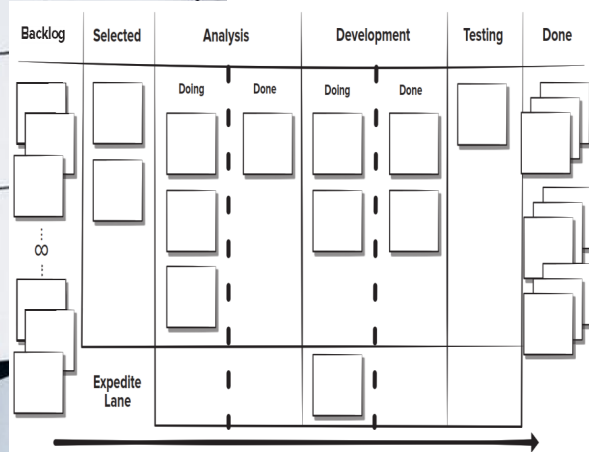 Backlog Selected Analysis Development Testing Done
Doing Done Doing Done
∞
Expedite
Lane